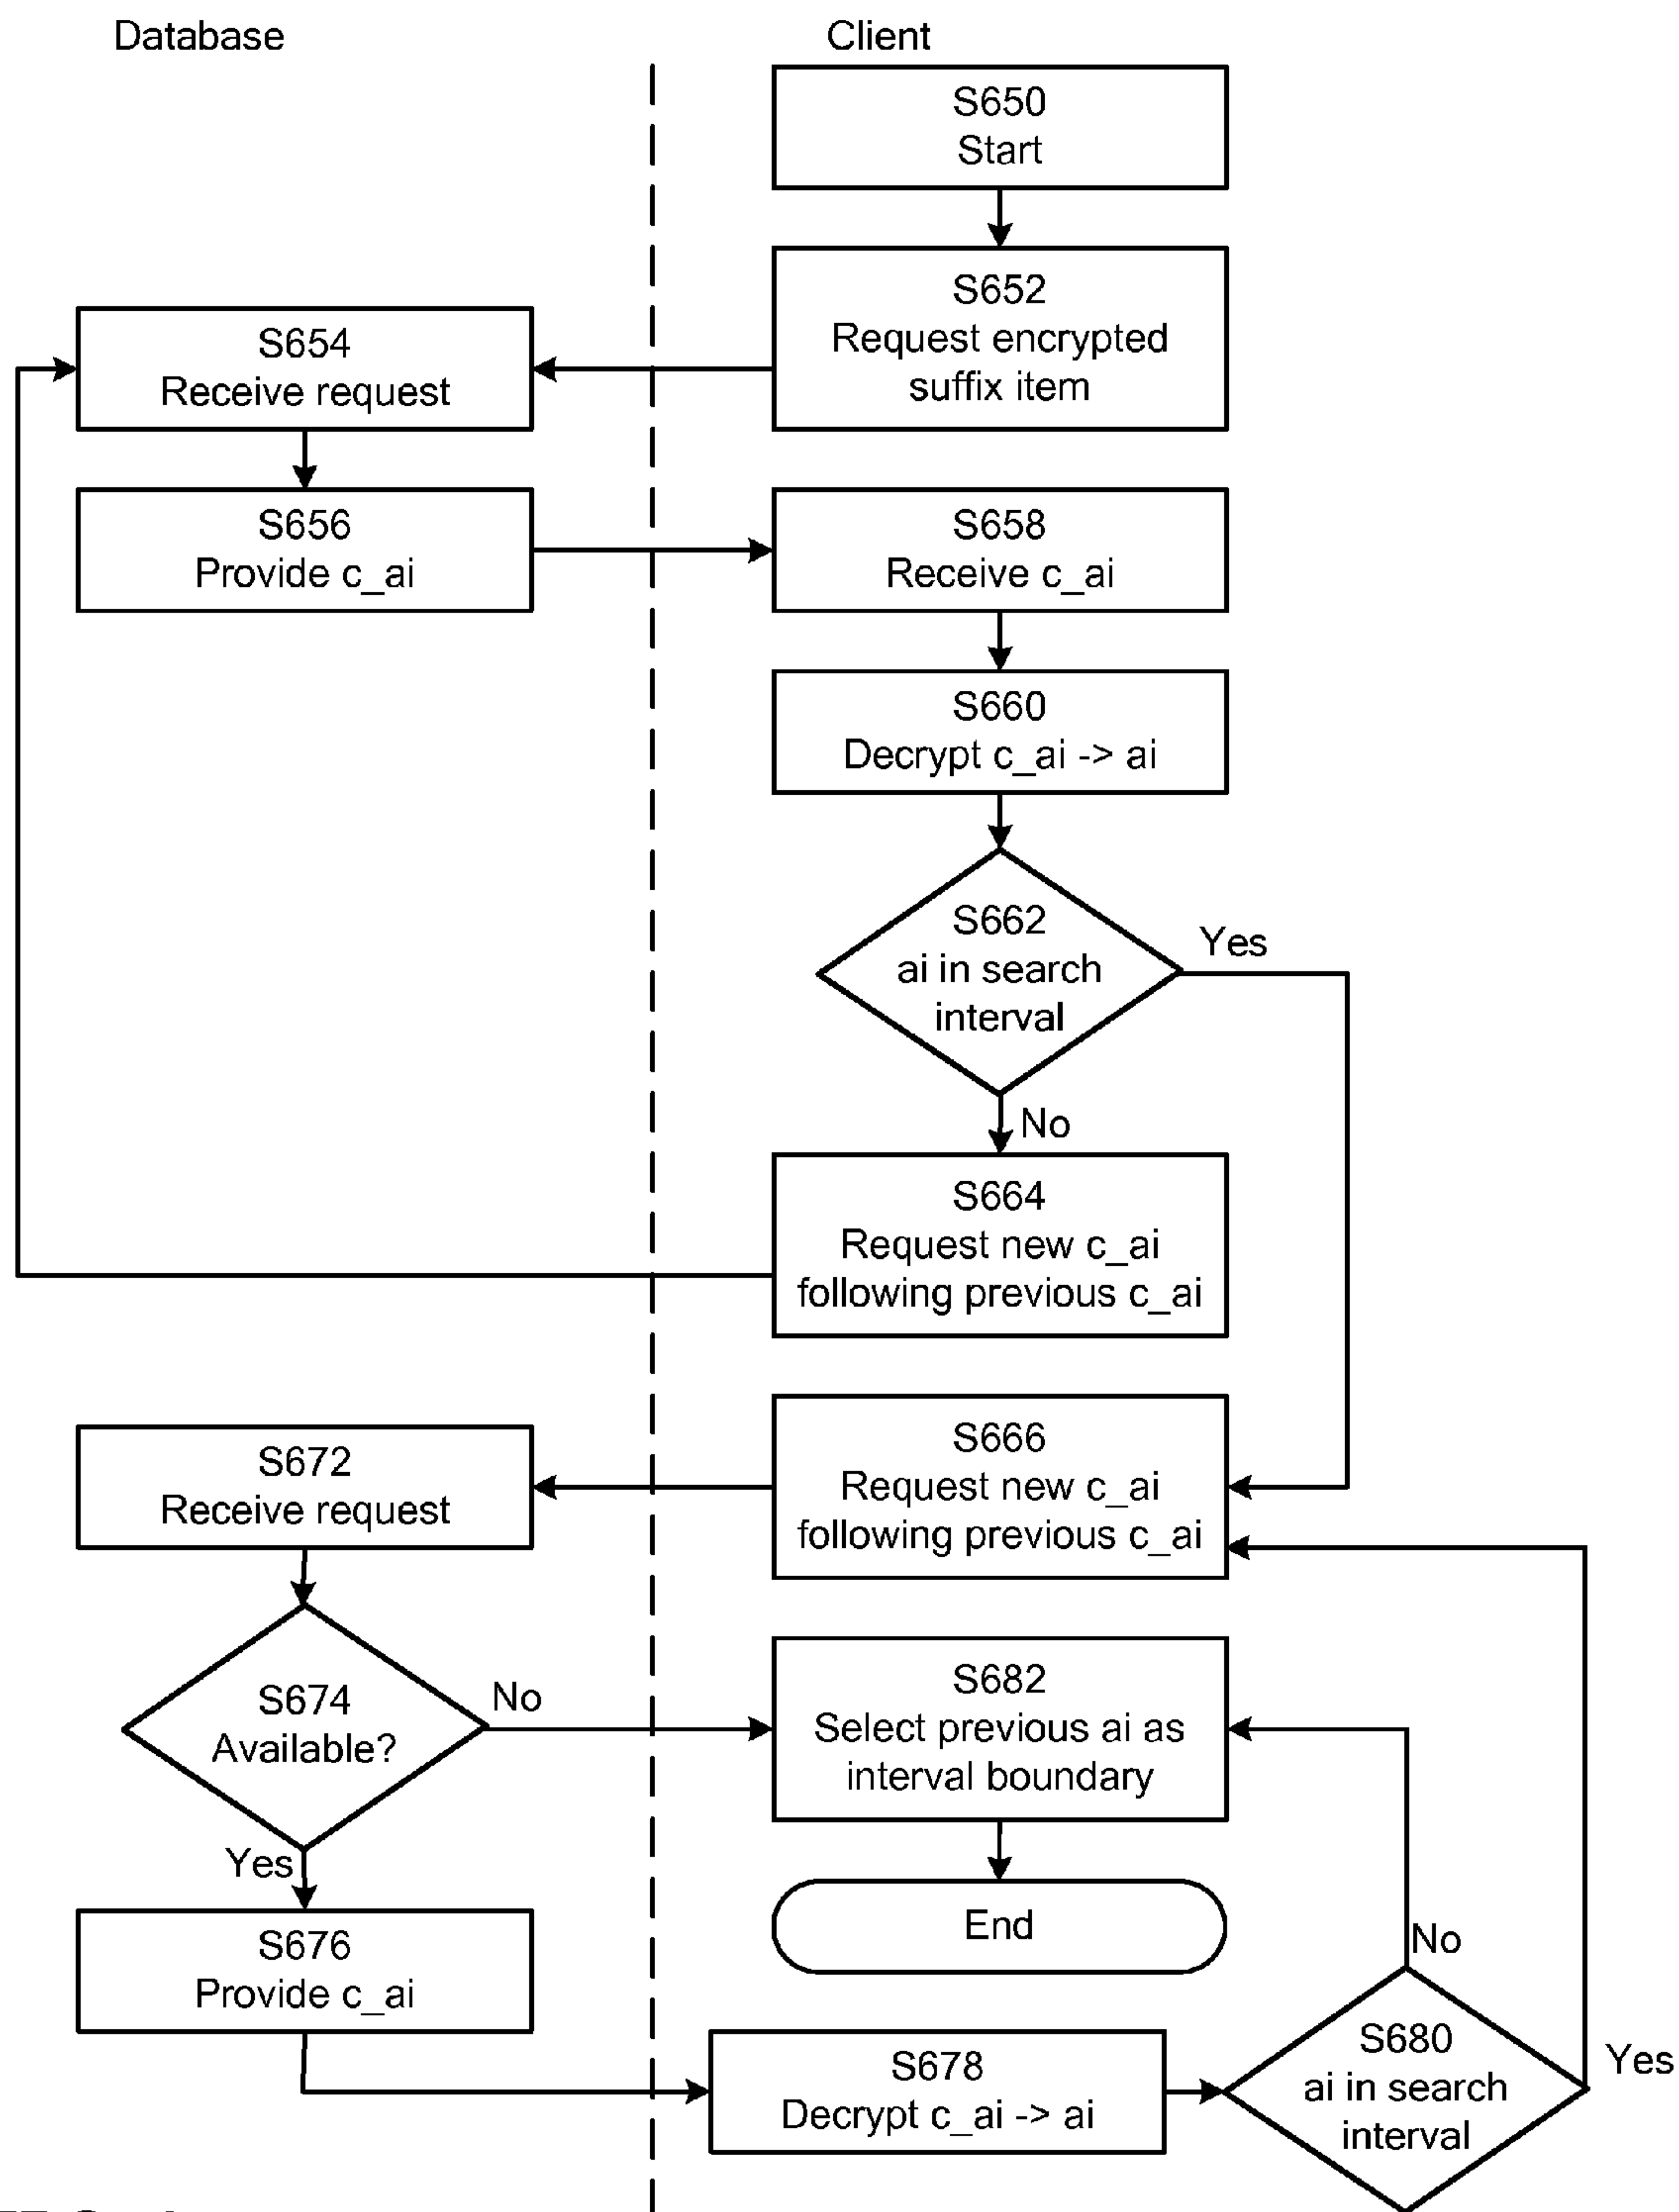 Database
Client
S650
Start
S652
Request encrypted
suffix item
S654
Receive request
S656
Provide c_ai
S658
Receive c_ai
S660
Decrypt c_ai -> ai
S662
ai in search
interval
Yes
No
S664
Request new c_ai
following previous c_ai
S666
Request new c_ai
following previous c_ai
S672
Receive request
S674
Available?
No
Yes
S682
Select previous ai as
interval boundary
End
S676
Provide c_ai
S678
Decrypt c_ai -> ai
S680
ai in search
interval
No
Yes